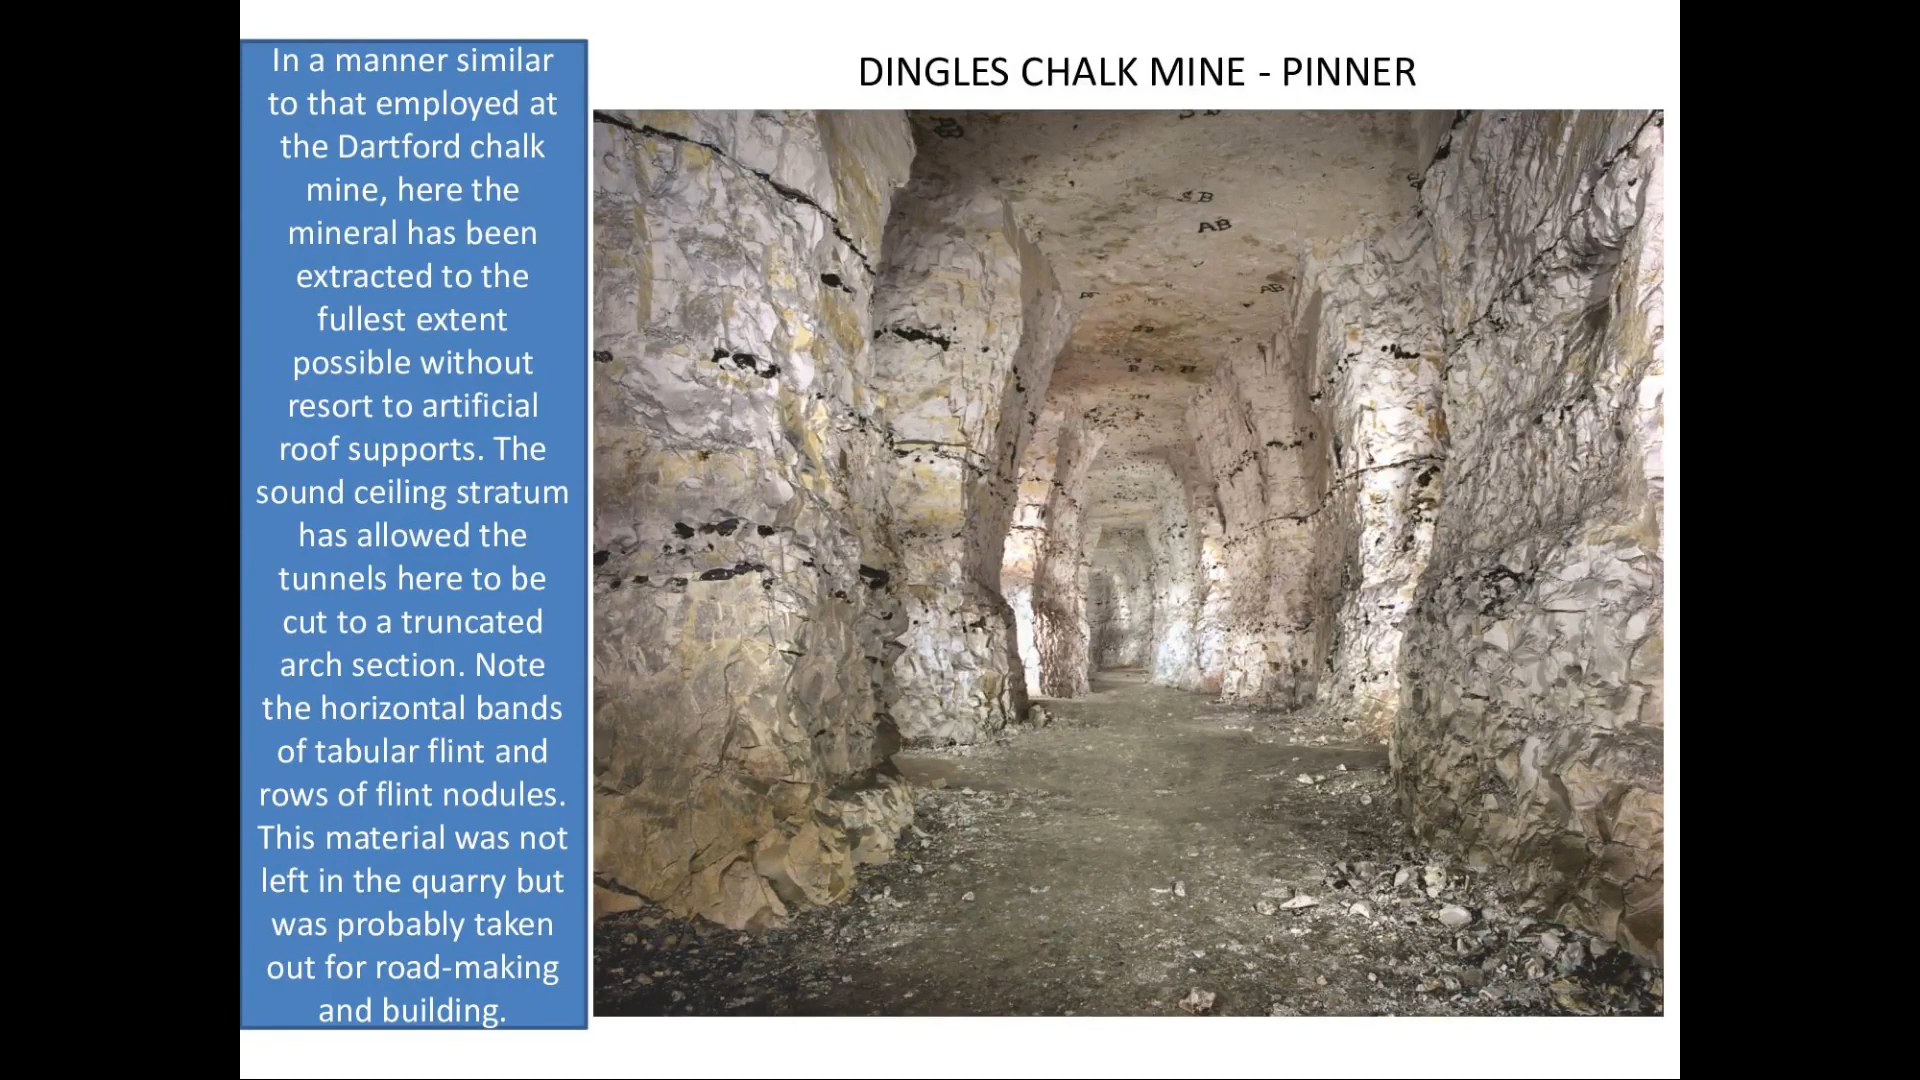 DINGLES CHALK MINE - PINNER
In a manner similar
to that employed at
the Dartford chalk
mine, here the
mineral has been
extracted to the
fullest extent
possible without
resort to artificial
roof supports. The
sound ceiling stratum
has allowed the
tunnels here to be
cut to a truncated
arch section. Note
the horizontal bands
of tabular flint and
rows of flint nodules.
This material was not
left in the quarry but
was probably taken
out for road-making
and building.
SB
AB
AB